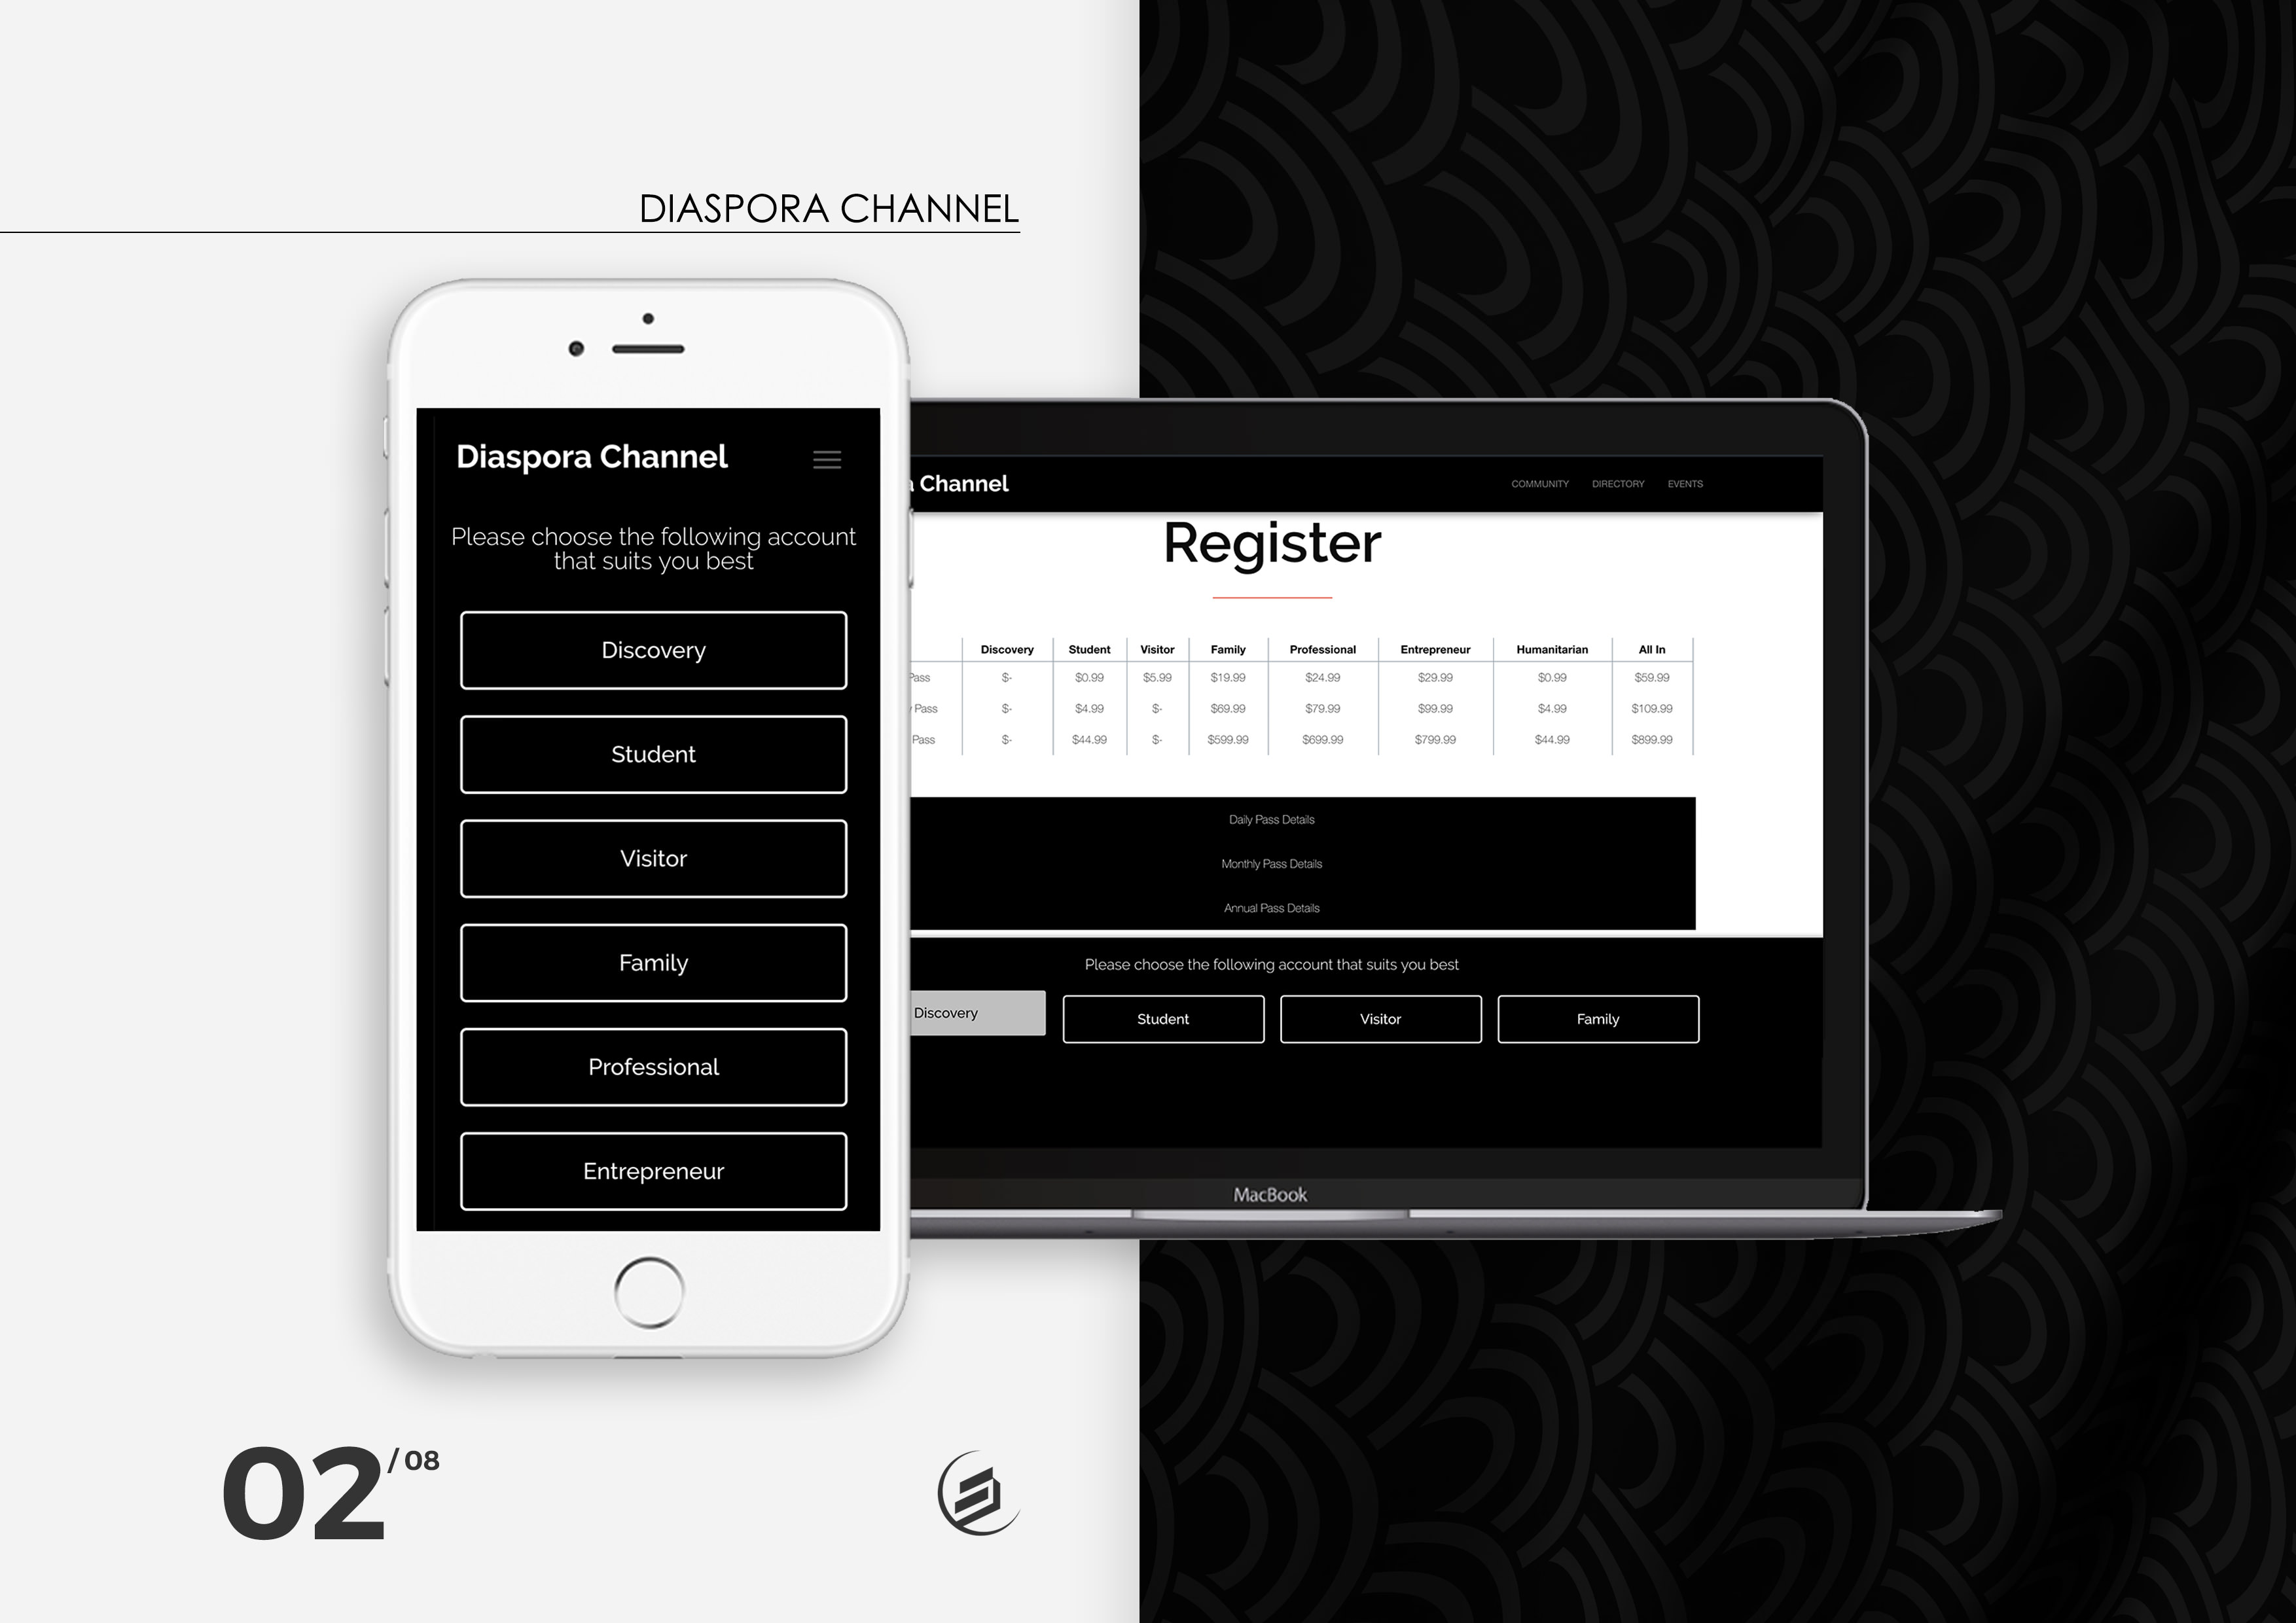 DIASPORA CHANNEL
Diaspora Channel
Please choose the following account
that suits you best
Discovery
Student
Visitor
Family
Professional
Entrepreneur
Channel
COMMUNITY DIRECTORY EVENTS
Register
Discovery Student Visitor Family Professional Entrepreneur Humanitarian All In
Pass $- $0.99 $5.99 $19.99 $24.99 $29.99 $0.99 $59.99
Pass $- $4.99 $- $69.99 $79.99 $99.99 $4.99 $109.99
Pass $- $44.99 $- $599.99 $699.99 $799.99 $44.99 $899.99
Daily Pass Details
Monthly Pass Details
Annual Pass Details
Please choose the following account that suits you best
Discovery Student Visitor Family
MacBook
02/08